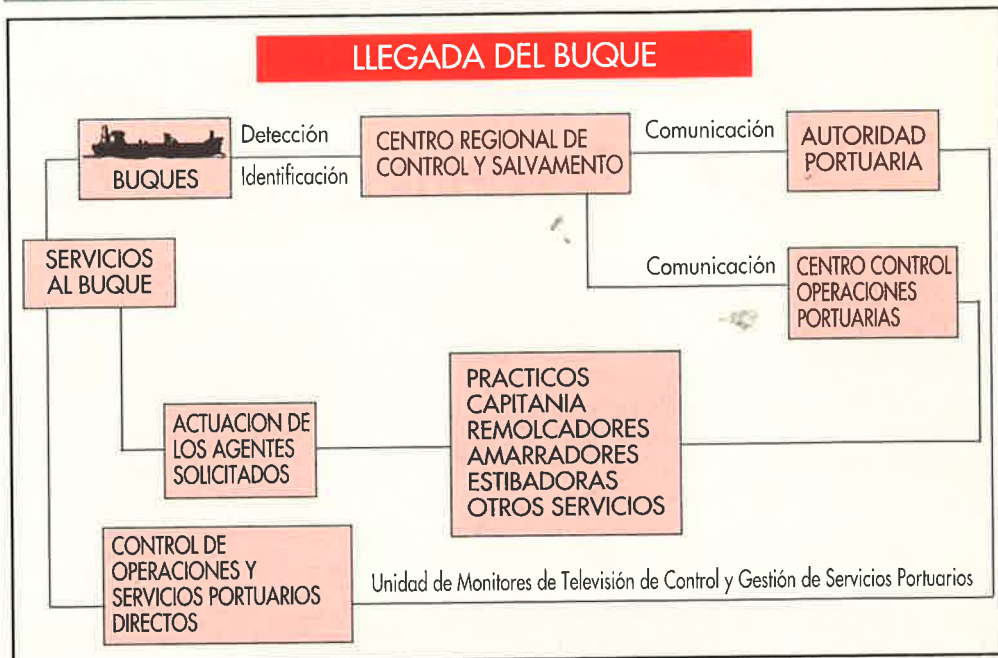 LLEGADA DEL BUQUE
BUQUES
Detección
Identificación
CENTRO REGIONAL DE
CONTROL Y SALVAMENTO
Comunicación
AUTORIDAD
PORTUARIA
SERVICIOS
AL BUQUE
Comunicación
CENTRO CONTROL
OPERACIONES
PORTUARIAS
ACTUACION DE
LOS AGENTES
SOLICITADOS
PRACTICOS
CAPITANIA
REMOLCADORES
AMARRADORES
ESTIBADORAS
OTROS SERVICIOS
CONTROL DE
OPERACIONES Y
SERVICIOS PORTUARIOS
DIRECTOS
Unidad de Monitores de Televisión de Control y Gestión de Servicios Portuarios